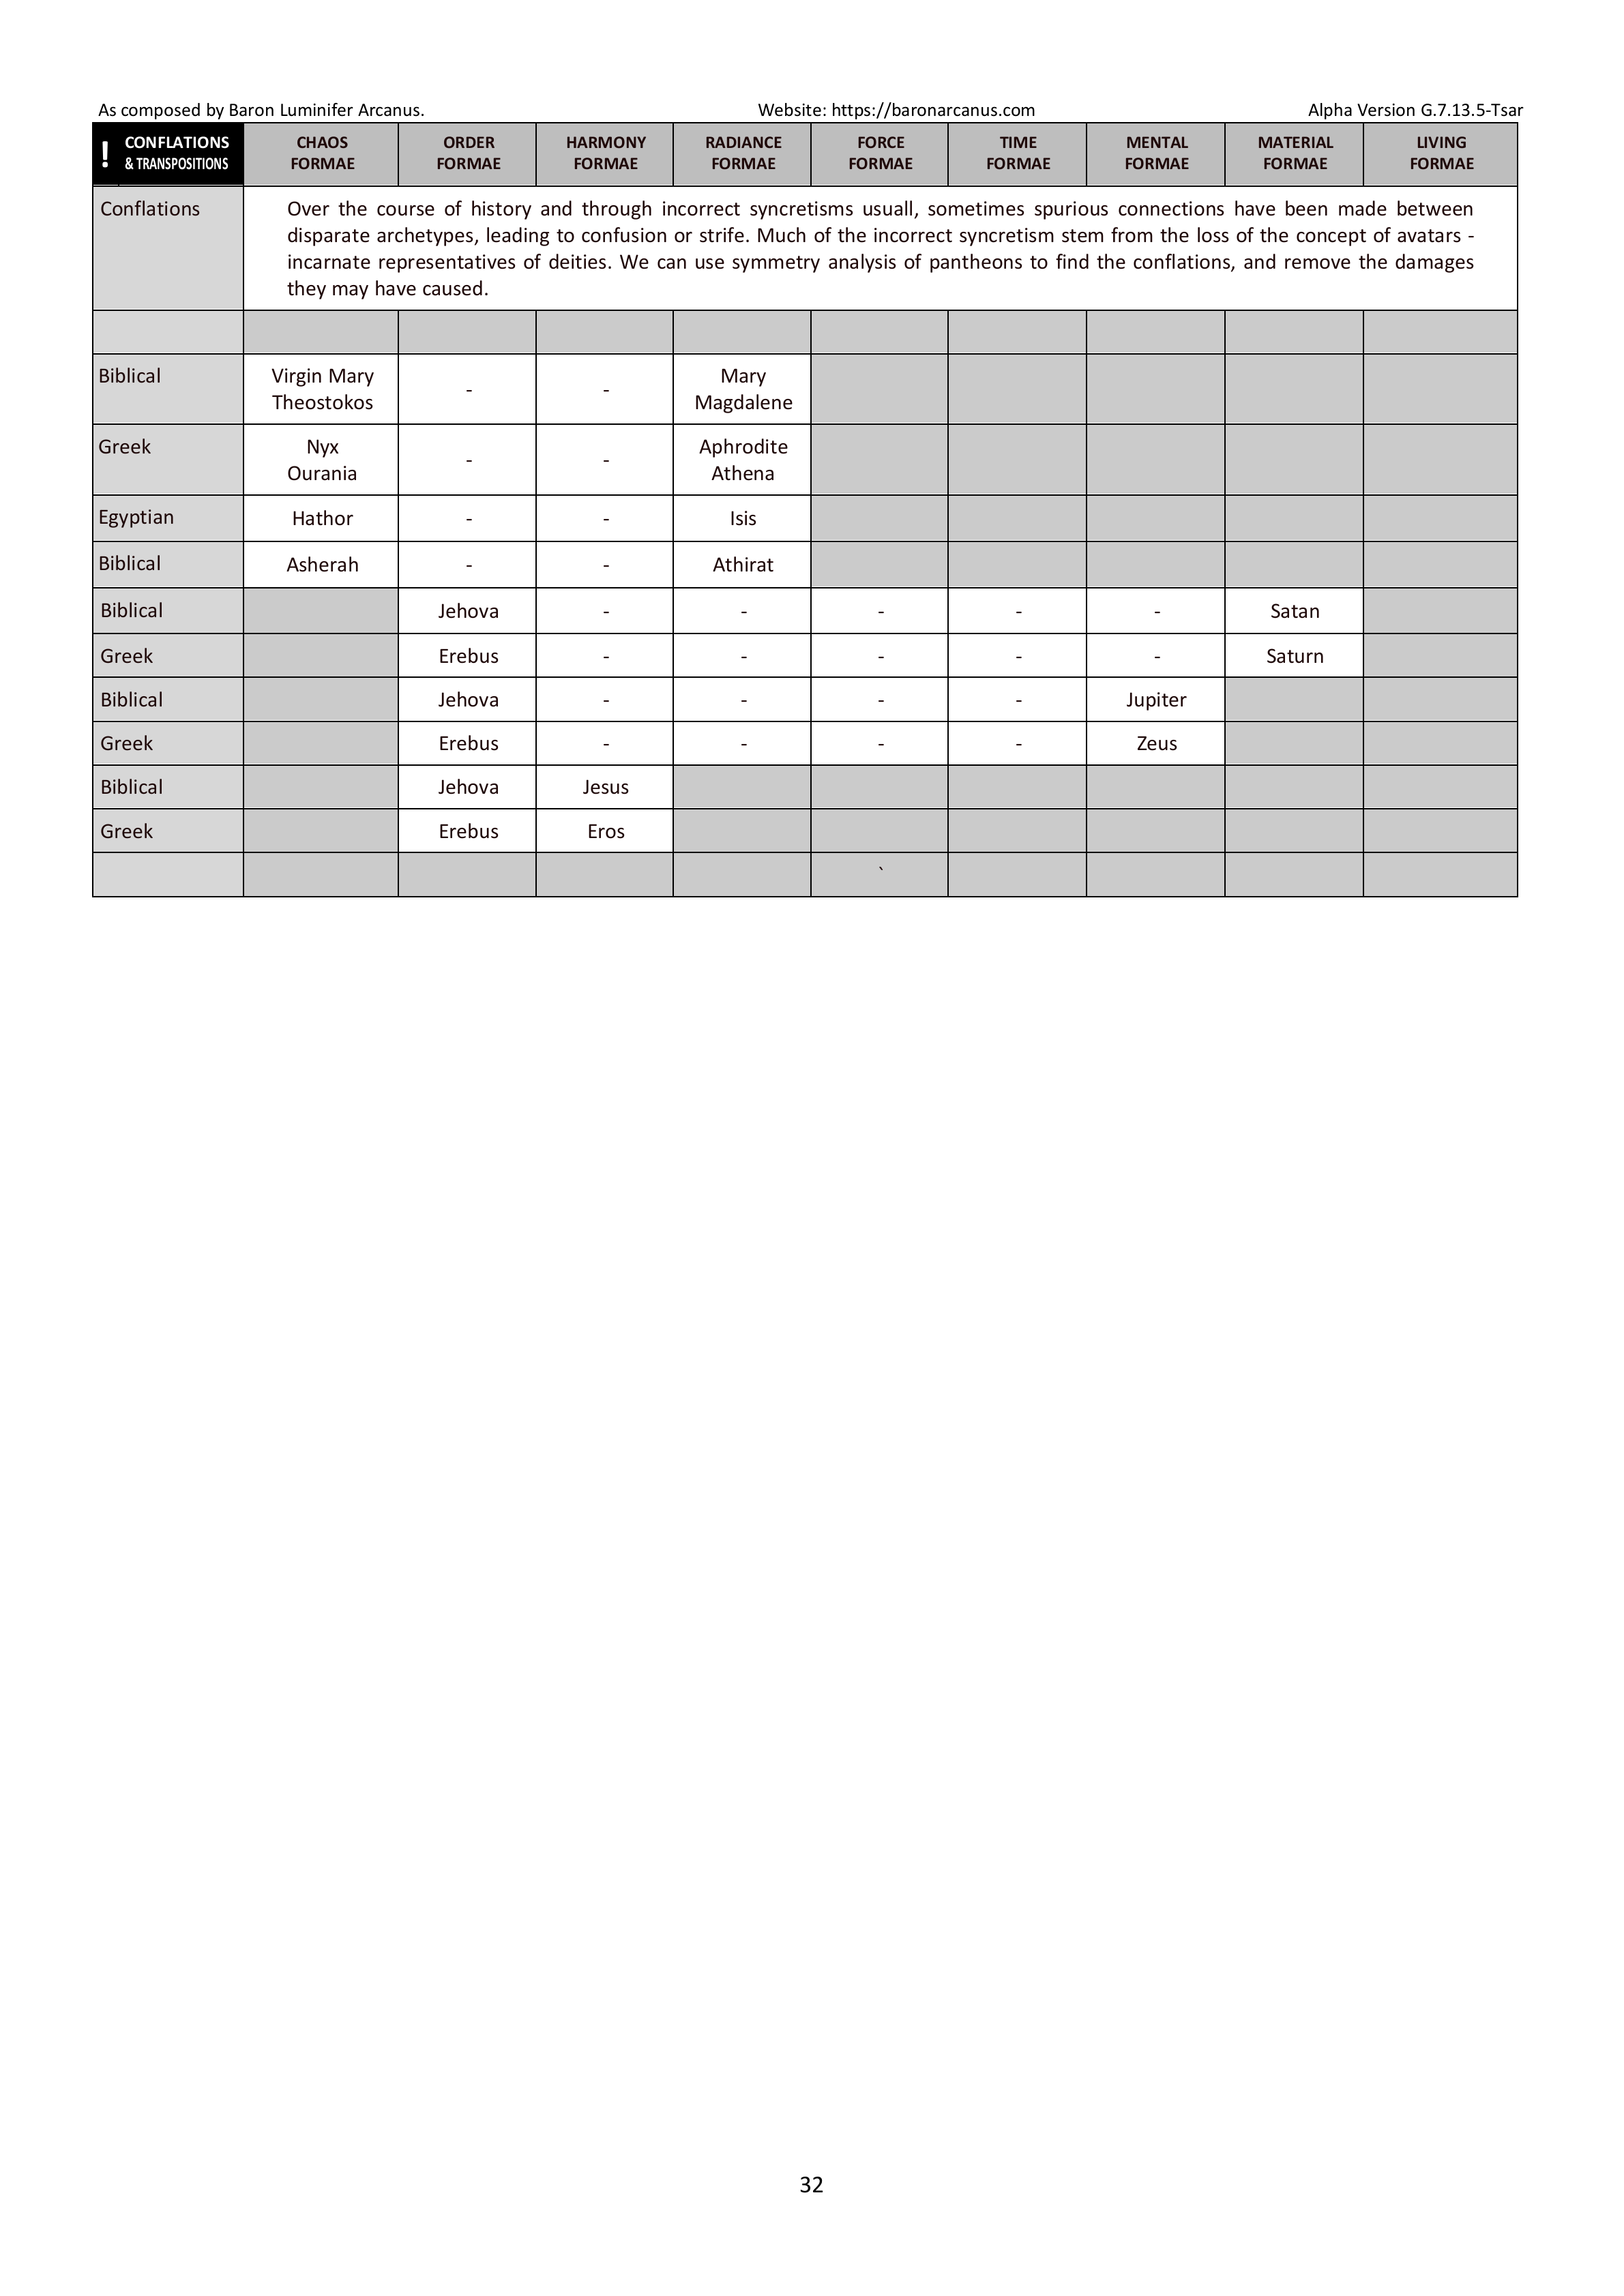 As composed by Baron Luminifer Arcanus. Website: https://baronarcanus.com Alpha Version G.7.13.5-Tsar
! CONFLATIONS & TRANSPOSITIONS CHAOS FORMAE ORDER FORMAE HARMONY FORMAE RADIANCE FORMAE FORCE FORMAE TIME FORMAE MENTAL FORMAE MATERIAL FORMAE LIVING FORMAE
Conflations Over the course of history and through incorrect syncretisms usuall, sometimes spurious connections have been made between
disparate archetypes, leading to confusion or strife. Much of the incorrect syncretism stem from the loss of the concept of avatars -
incarnate representatives of deities. We can use symmetry analysis of pantheons to find the conflations, and remove the damages
they may have caused.
Biblical Virgin Mary Theostokos - - Mary Magdalene
Greek Nyx Ourania - - Aphrodite Athena
Egyptian Hathor - - Isis
Biblical Asherah - - Athirat
Biblical Jehova - - - - - Satan
Greek Erebus - - - - - Saturn
Biblical Jehova - - - - Jupiter
Greek Erebus - - - - Zeus
Biblical Jehova Jesus
Greek Erebus Eros
`
32